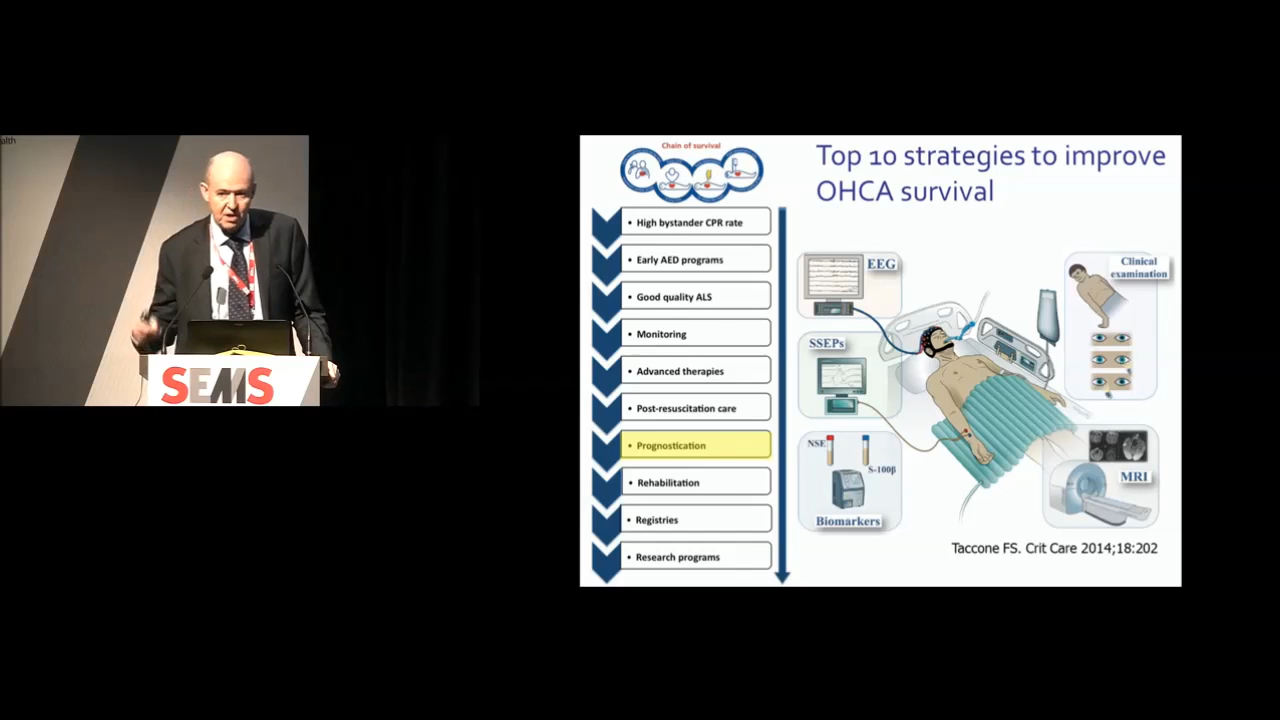 alth
SEMS
Chain of survival
Top 10 strategies to improve
OHCA survival
• High bystander CPR rate
• Early AED programs
• Good quality ALS
• Monitoring
• Advanced therapies
• Post-resuscitation care
• Prognostication
• Rehabilitation
• Registries
• Research programs
EEG
SSEPs
NSE
S-100β
Biomarkers
Clinical
examination
MRI
Taccone FS. Crit Care 2014;18:202